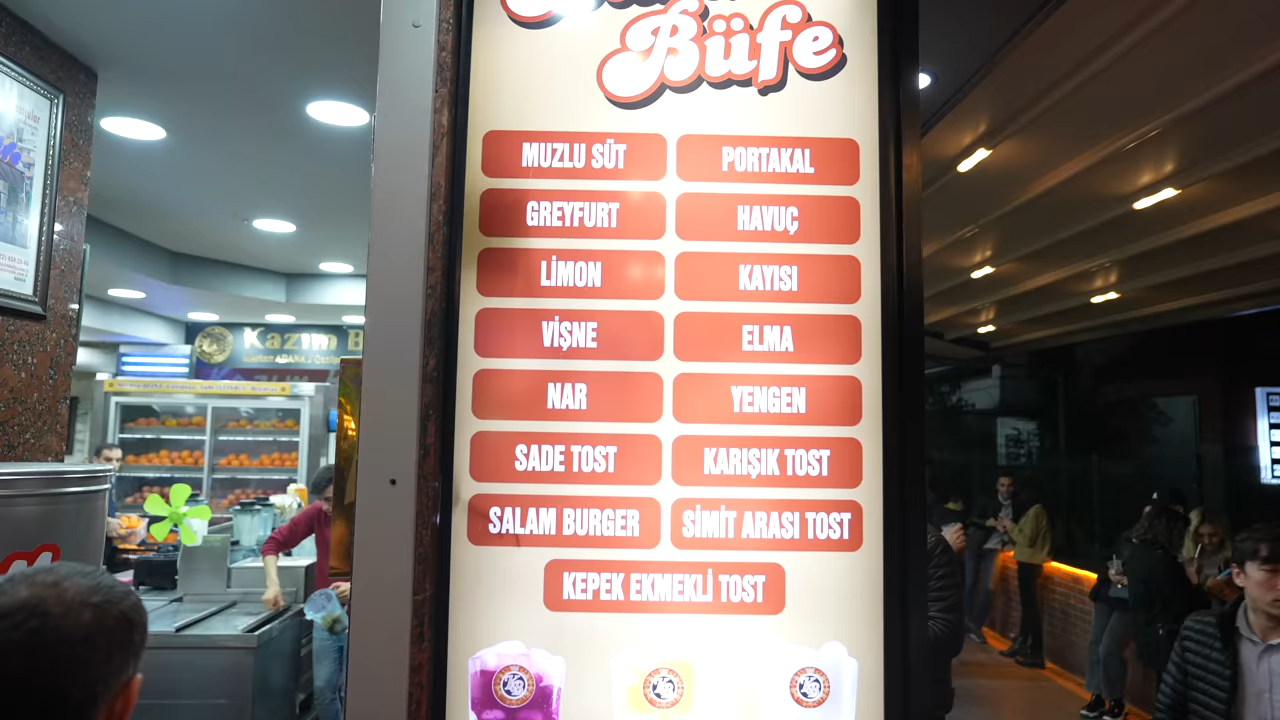 Büfe
MUZLU SÜT
PORTAKAL
GREYFURT
HAVUÇ
LİMON
KAYISI
VİŞNE
ELMA
NAR
YENGEN
SADE TOST
KARIŞIK TOST
SALAM BURGER
SİMİT ARASI TOST
KEPEK EKMEKLİ TOST
Kazım B